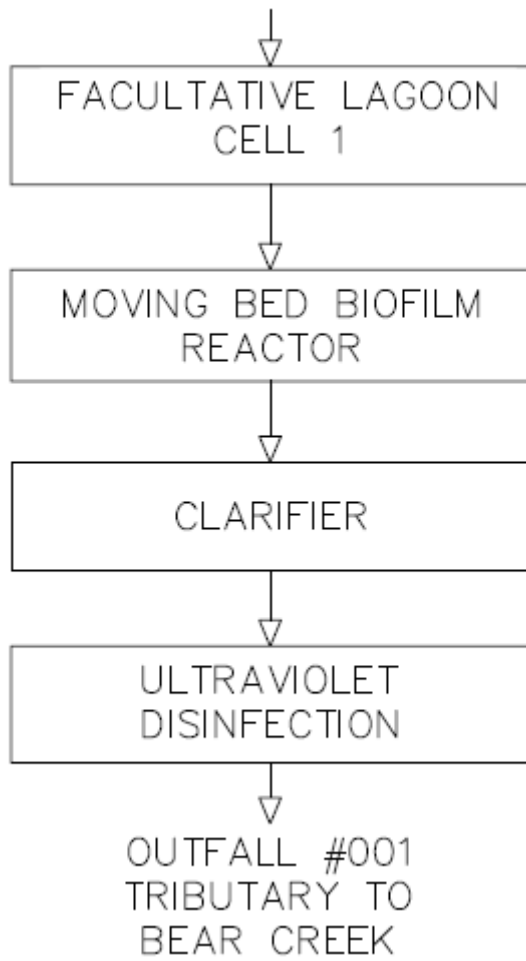 FACULTATIVE LAGOON
CELL 1
MOVING BED BIOFILM
REACTOR
CLARIFIER
ULTRAVIOLET
DISINFECTION
OUTFALL #001
TRIBUTARY TO
BEAR CREEK